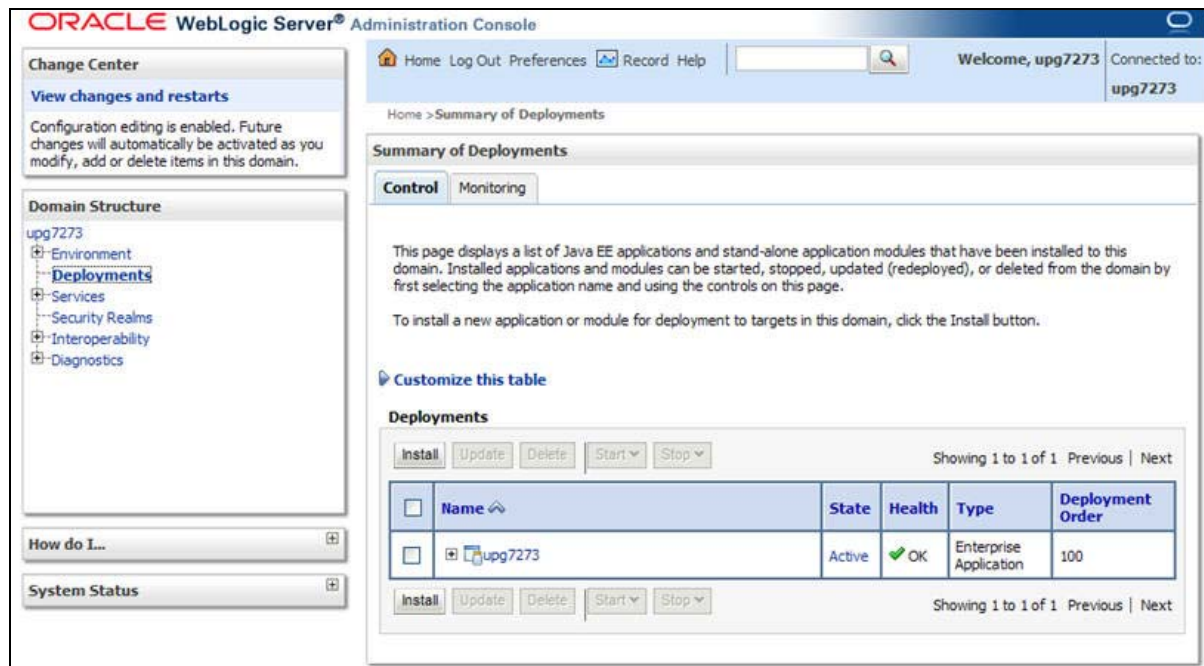 ORACLE WebLogic Server® Administration Console
Change Center
View changes and restarts
Configuration editing is enabled. Future
changes will automatically be activated as you
modify, add or delete items in this domain.
Domain Structure
upg7273
Environment
Deployments
Services
Security Realms
Interoperability
Diagnostics
How do I...
System Status
Home Log Out Preferences Record Help
Welcome, upg7273
Connected to:
upg7273
Home >Summary of Deployments
Summary of Deployments
Control Monitoring
This page displays a list of Java EE applications and stand-alone application modules that have been installed to this
domain. Installed applications and modules can be started, stopped, updated (redeployed), or deleted from the domain by
first selecting the application name and using the controls on this page.
To install a new application or module for deployment to targets in this domain, click the Install button.
Customize this table
Deployments
Install Update Delete Start Stop Showing 1 to 1 of 1 Previous | Next
Name State Health Type Deployment
Order
upg7273 Active OK Enterprise
Application 100
Install Update Delete Start Stop Showing 1 to 1 of 1 Previous | Next